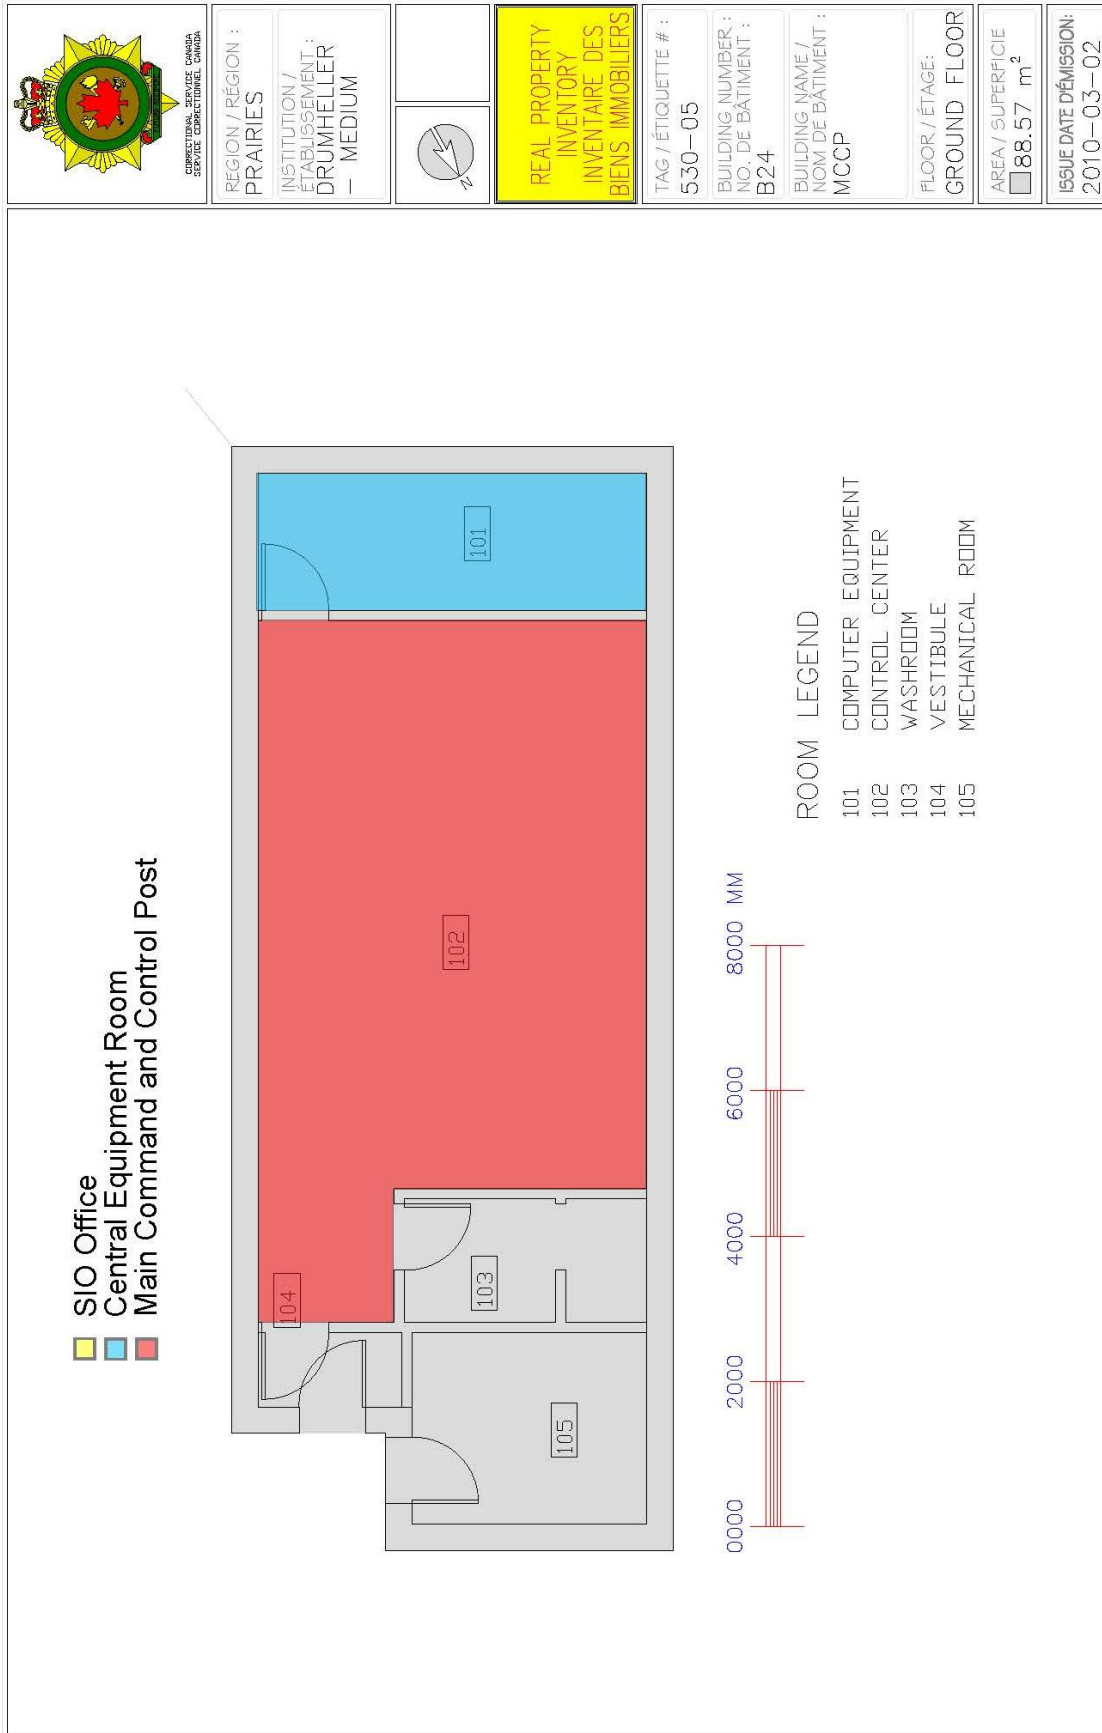 SIO Office
Central Equipment Room
Main Command and Control Post
101
102
103
104
105
0000
2000
4000
6000
8000 MM
ROOM LEGEND
101 COMPUTER EQUIPMENT
102 CONTROL CENTER
103 WASHROOM
104 VESTIBULE
105 MECHANICAL ROOM
CORRECTIONAL SERVICE CANADA
SERVICE CORRECTIONNEL CANADA
REGION / RÉGION :
PRAIRIES
INSTITUTION /
ÉTABLISSEMENT :
DRUMHELLER
- MEDIUM
N
REAL PROPERTY
INVENTORY
INVENTAIRE DES
BIENS IMMOBILIERS
TAG / ÉTIQUETTE # :
530-05
BUILDING NUMBER :
NO. DE BÂTIMENT :
B24
BUILDING NAME /
NOM DE BÂTIMENT :
MCCP
FLOOR / ÉTAGE:
GROUND FLOOR
AREA / SUPERFICIE
88.57 m²
ISSUE DATE D'ÉMISSION:
2010-03-02